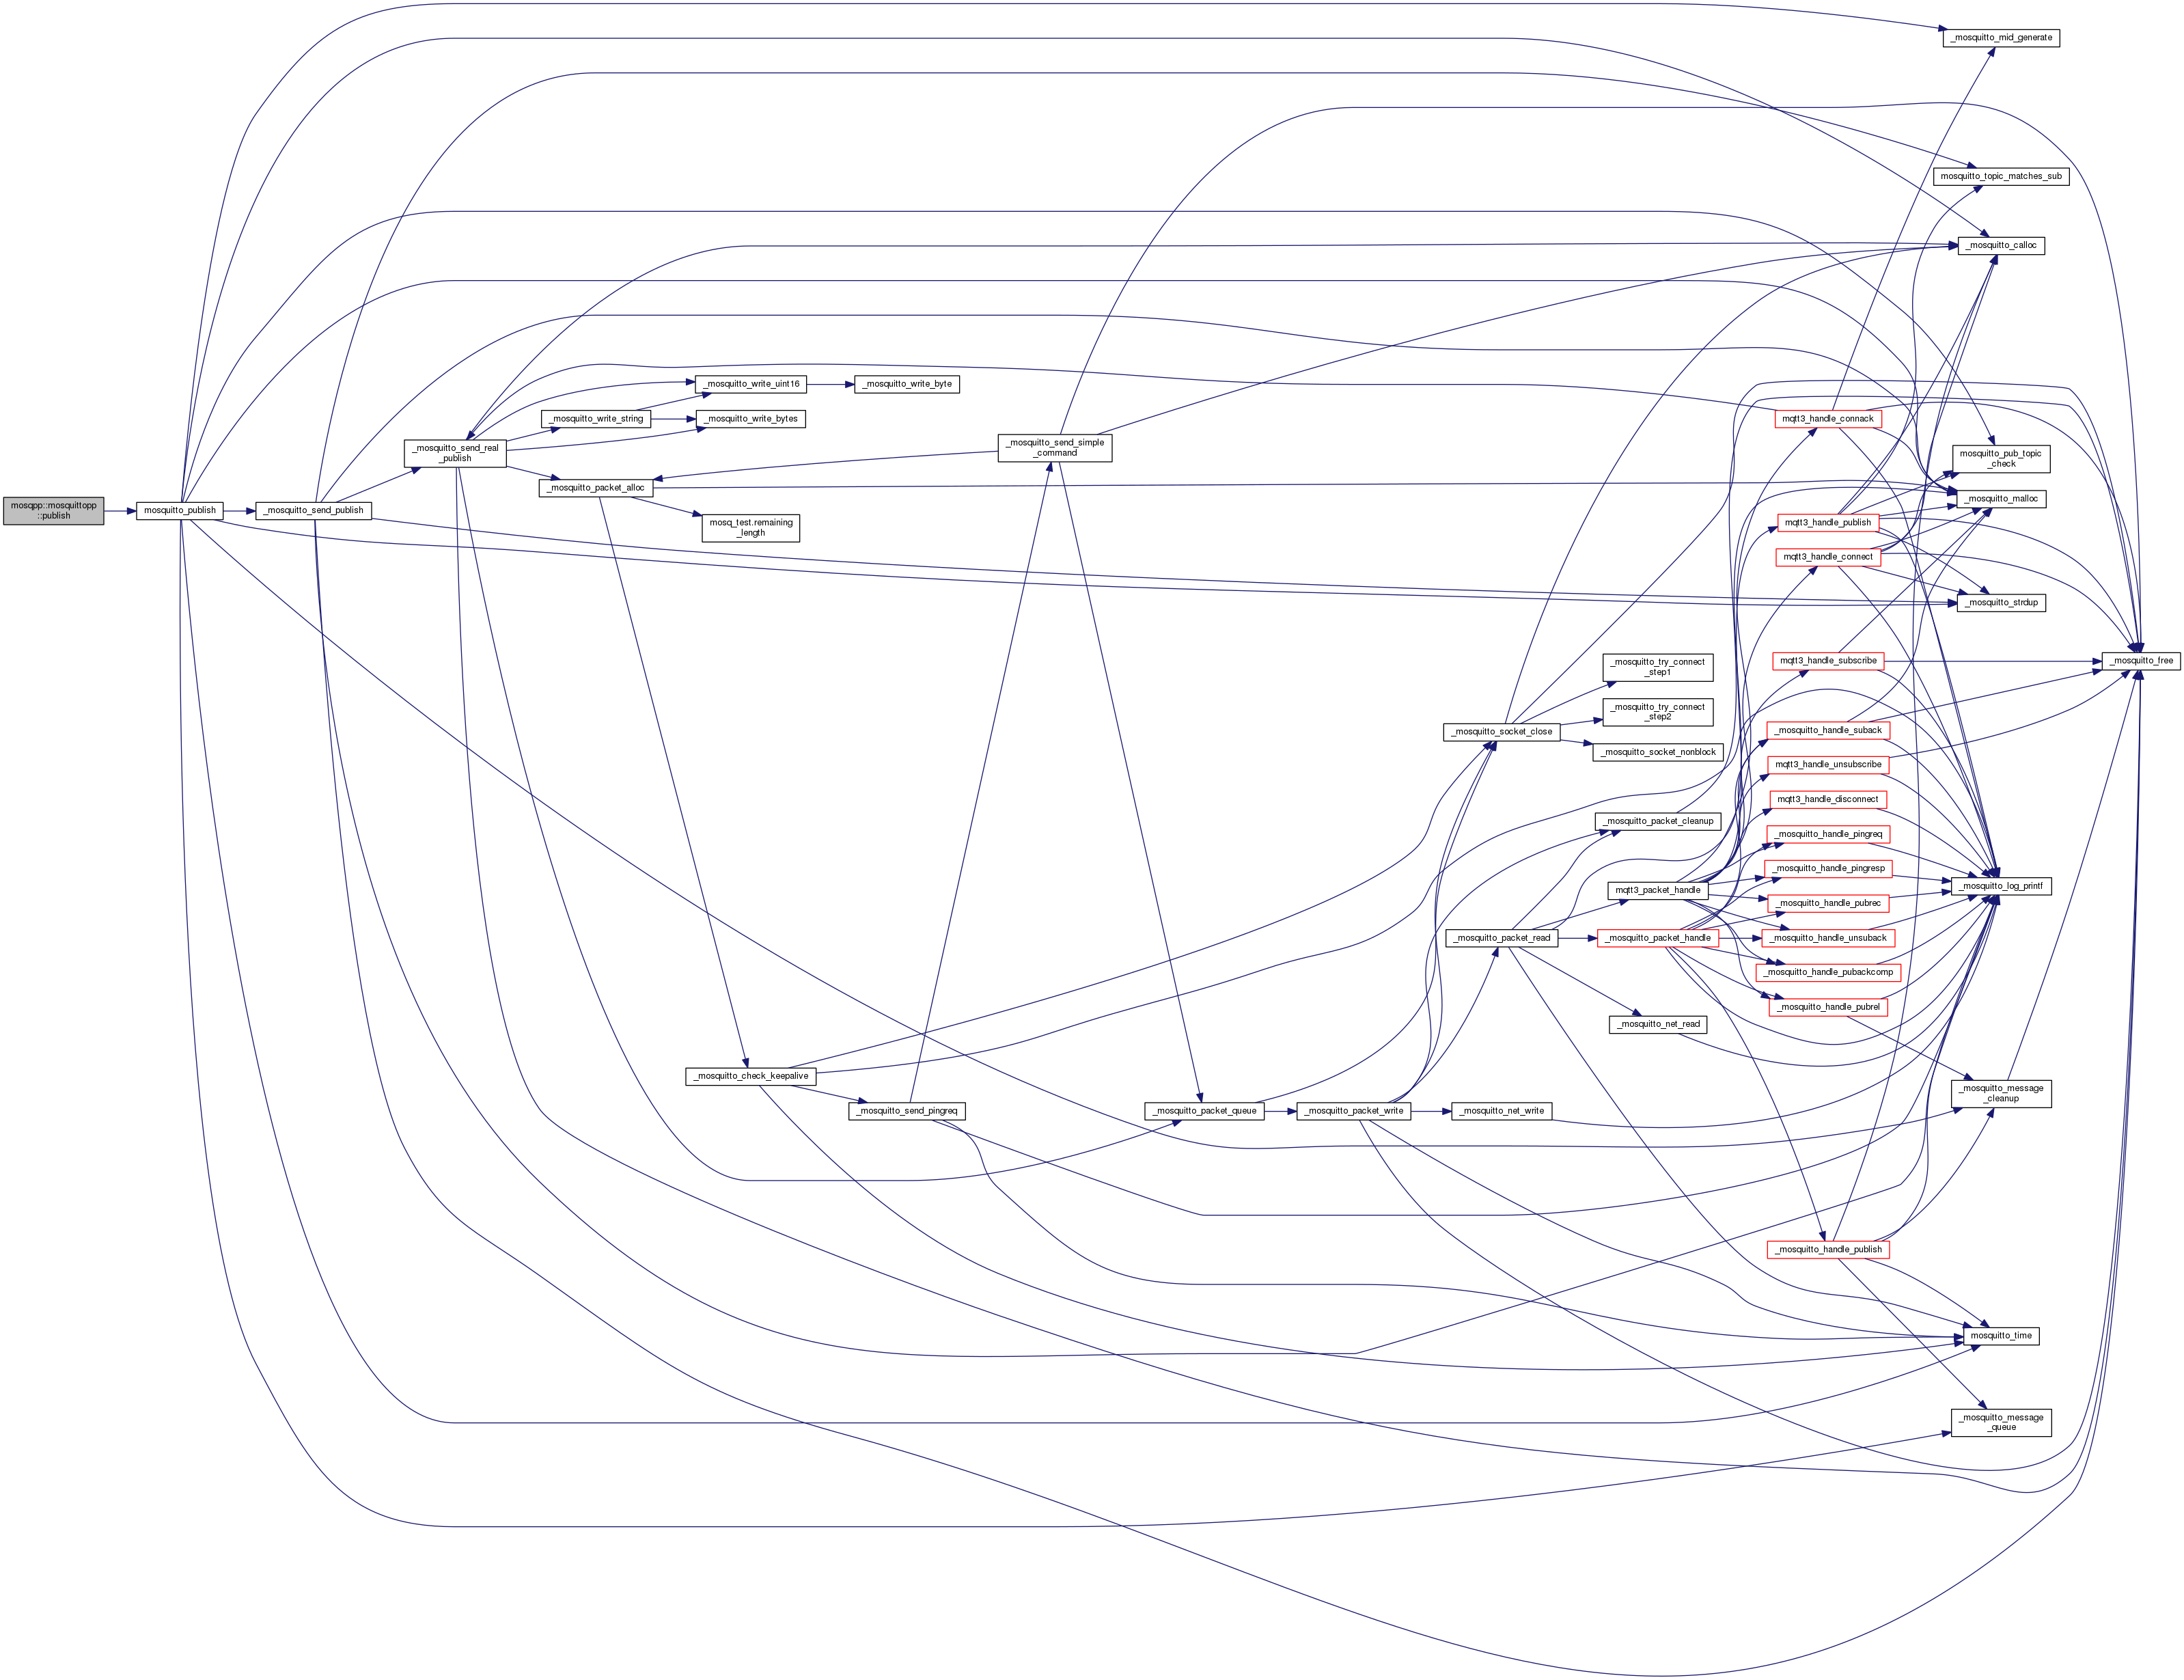 mosqpp::mosquittopp
::publish
mosquitto_publish
_mosquitto_send_publish
_mosquitto_send_real
_publish
_mosquitto_write_uint16
_mosquitto_write_byte
_mosquitto_write_string
_mosquitto_write_bytes
_mosquitto_packet_alloc
mosq_test.remaining
_length
_mosquitto_check_keepalive
_mosquitto_send_pingreq
_mosquitto_send_simple
_command
_mosquitto_packet_queue
_mosquitto_packet_write
_mosquitto_net_write
_mosquitto_socket_close
_mosquitto_packet_read
_mosquitto_try_connect
_step1
_mosquitto_try_connect
_step2
_mosquitto_socket_nonblock
_mosquitto_packet_cleanup
mqtt3_packet_handle
_mosquitto_packet_handle
_mosquitto_net_read
mqtt3_handle_connack
mqtt3_handle_publish
mqtt3_handle_connect
mqtt3_handle_subscribe
_mosquitto_handle_suback
mqtt3_handle_unsubscribe
mqtt3_handle_disconnect
_mosquitto_handle_pingreq
_mosquitto_handle_pingresp
_mosquitto_handle_pubrec
_mosquitto_handle_unsuback
_mosquitto_handle_pubackcomp
_mosquitto_handle_pubrel
_mosquitto_handle_publish
_mosquitto_mid_generate
mosquitto_topic_matches_sub
_mosquitto_calloc
mosquitto_pub_topic
_check
_mosquitto_malloc
_mosquitto_strdup
_mosquitto_free
_mosquitto_log_printf
_mosquitto_message
_cleanup
mosquitto_time
_mosquitto_message
_queue